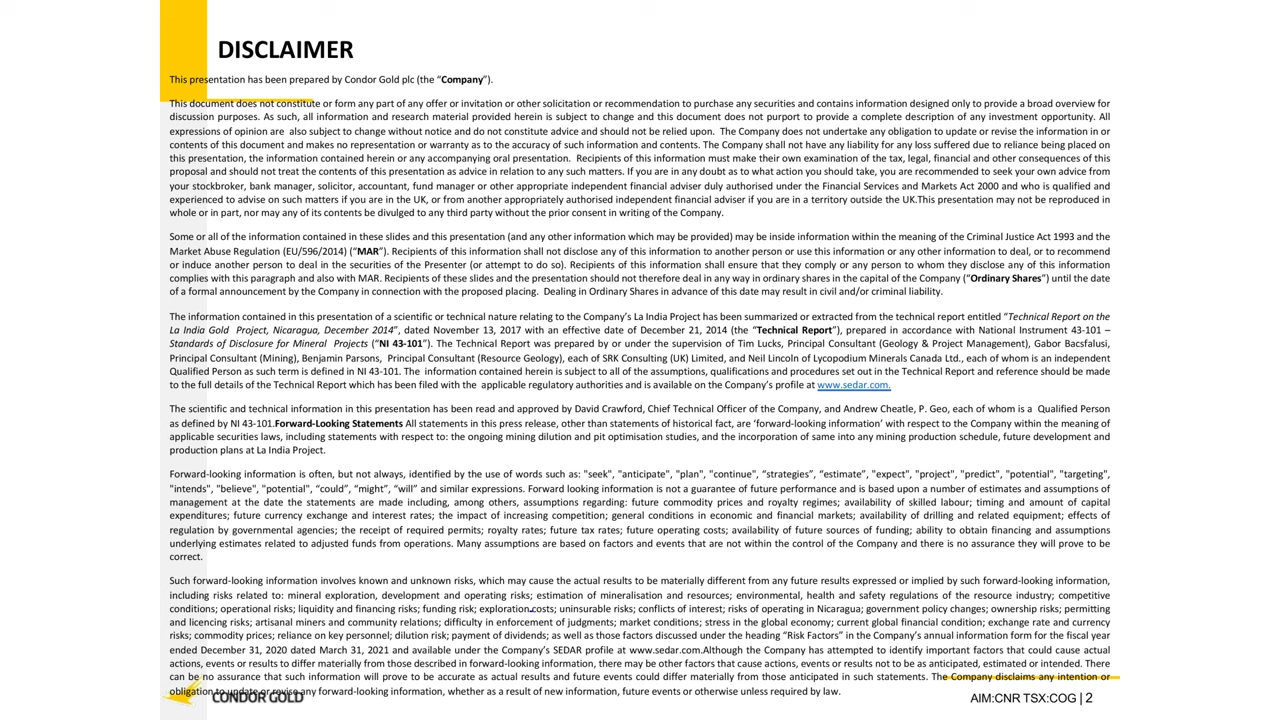 DISCLAIMER
This presentation has been prepared by Condor Gold plc (the “Company”).
This document does not constitute or form any part of any offer or invitation or other solicitation or recommendation to purchase any securities and contains information designed only to provide a broad overview for
discussion purposes. As such, all information and research material provided herein is subject to change and this document does not purport to provide a complete description of any investment opportunity. All
expressions of opinion are also subject to change without notice and do not constitute advice and should not be relied upon. The Company does not undertake any obligation to update or revise the information in or
contents of this document and makes no representation or warranty as to the accuracy of such information and contents. The Company shall not have any liability for any loss suffered due to reliance being placed on
this presentation, the information contained herein or any accompanying oral presentation. Recipients of this information must make their own examination of the tax, legal, financial and other consequences of this
proposal and should not treat the contents of this presentation as advice in relation to any such matters. If you are in any doubt as to what action you should take, you are recommended to seek your own advice from
your stockbroker, bank manager, solicitor, accountant, fund manager or other appropriate independent financial adviser duly authorised under the Financial Services and Markets Act 2000 and who is qualified and
experienced to advise on such matters if you are in the UK, or from another appropriately authorised independent financial adviser if you are in a territory outside the UK.This presentation may not be reproduced in
whole or in part, nor may any of its contents be divulged to any third party without the prior consent in writing of the Company.
Some or all of the information contained in these slides and this presentation (and any other information which may be provided) may be inside information within the meaning of the Criminal Justice Act 1993 and the
Market Abuse Regulation (EU/596/2014) (“MAR”). Recipients of this information shall not disclose any of this information to another person or use this information or any other information to deal, or to recommend
or induce another person to deal in the securities of the Presenter (or attempt to do so). Recipients of this information shall ensure that they comply or any person to whom they disclose any of this information
complies with this paragraph and also with MAR. Recipients of these slides and the presentation should not therefore deal in any way in ordinary shares in the capital of the Company (“Ordinary Shares”) until the date
of a formal announcement by the Company in connection with the proposed placing. Dealing in Ordinary Shares in advance of this date may result in civil and/or criminal liability.
The information contained in this presentation of a scientific or technical nature relating to the Company’s La India Project has been summarized or extracted from the technical report entitled “Technical Report on the
La India Gold Project, Nicaragua, December 2014”, dated November 13, 2017 with an effective date of December 21, 2014 (the “Technical Report”), prepared in accordance with National Instrument 43-101 –
Standards of Disclosure for Mineral Projects (“NI 43-101”). The Technical Report was prepared by or under the supervision of Tim Lucks, Principal Consultant (Geology & Project Management), Gabor Bacsfalusi,
Principal Consultant (Mining), Benjamin Parsons, Principal Consultant (Resource Geology), each of SRK Consulting (UK) Limited, and Neil Lincoln of Lycopodium Minerals Canada Ltd., each of whom is an independent
Qualified Person as such term is defined in NI 43-101. The information contained herein is subject to all of the assumptions, qualifications and procedures set out in the Technical Report and reference should be made
to the full details of the Technical Report which has been filed with the applicable regulatory authorities and is available on the Company’s profile at www.sedar.com.
The scientific and technical information in this presentation has been read and approved by David Crawford, Chief Technical Officer of the Company, and Andrew Cheatle, P. Geo, each of whom is a Qualified Person
as defined by NI 43-101.Forward-Looking Statements All statements in this press release, other than statements of historical fact, are ‘forward-looking information’ with respect to the Company within the meaning of
applicable securities laws, including statements with respect to: the ongoing mining dilution and pit optimisation studies, and the incorporation of same into any mining production schedule, future development and
production plans at La India Project.
Forward-looking information is often, but not always, identified by the use of words such as: "seek", "anticipate", "plan", "continue", “strategies”, “estimate”, "expect", "project", "predict", "potential", "targeting",
"intends", "believe", "potential", “could”, “might”, “will” and similar expressions. Forward looking information is not a guarantee of future performance and is based upon a number of estimates and assumptions of
management at the date the statements are made including, among others, asumptions regarding: future commodity prices and royalty regimes; availability of skilled labour; timing and amount of capital
expenditures; future currency exchange and interest rates; the impact of increasing competition; general conditions in economic and financial markets; availability of drilling and related equipment; effects of
regulation by governmental agencies; the receipt of required permits; royalty rates; future tax rates; future operating costs; availability of future sources of funding; ability to obtain financing and assumptions
underlying estimates related to adjusted funds from operations. Many assumptions are based on factors and events that are not within the control of the Company and there is no assurance they will prove to be
correct.
Such forward-looking information involves known and unknown risks, which may cause the actual results to be materially different from any future results expressed or implied by such forward-looking information,
including risks related to: mineral exploration, development and operating risks; estimation of mineralisation and resources; environmental, health and safety regulations of the resource industry; competitive
conditions; operational risks; liquidity and financing risks; funding risk; exploration costs; uninsurable risks; conflicts of interest; risks of operating in Nicaragua; government policy changes; ownership risks; permitting
and licencing risks; artisanal miners and community relations; difficulty in enforcement of judgments; market conditions; stress in the global economy; current global financial condition; exchange rate and currency
risks; commodity prices; reliance on key personnel; dilution risk; payment of dividends; as well as those factors discussed under the heading “Risk Factors” in the Company’s annual information form for the fiscal year
ended December 31, 2020 dated March 31, 2021 and available under the Company’s SEDAR profile at www.sedar.com.Although the Company has attempted to identify important factors that could cause actual
actions, events or results to differ materially from those described in forward-looking information, there may be other factors that cause actions, events or results not to be as anticipated, estimated or intended. There
can be no assurance that such information will prove to be accurate as actual results and future events could differ materially from those anticipated in such statements. The Company disclaims any intention or
obligation to update or revise any forward-looking information, whether as a result of new information, future events or otherwise unless required by law.
CONDOR GOLD
AIM:CNR TSX:COG | 2